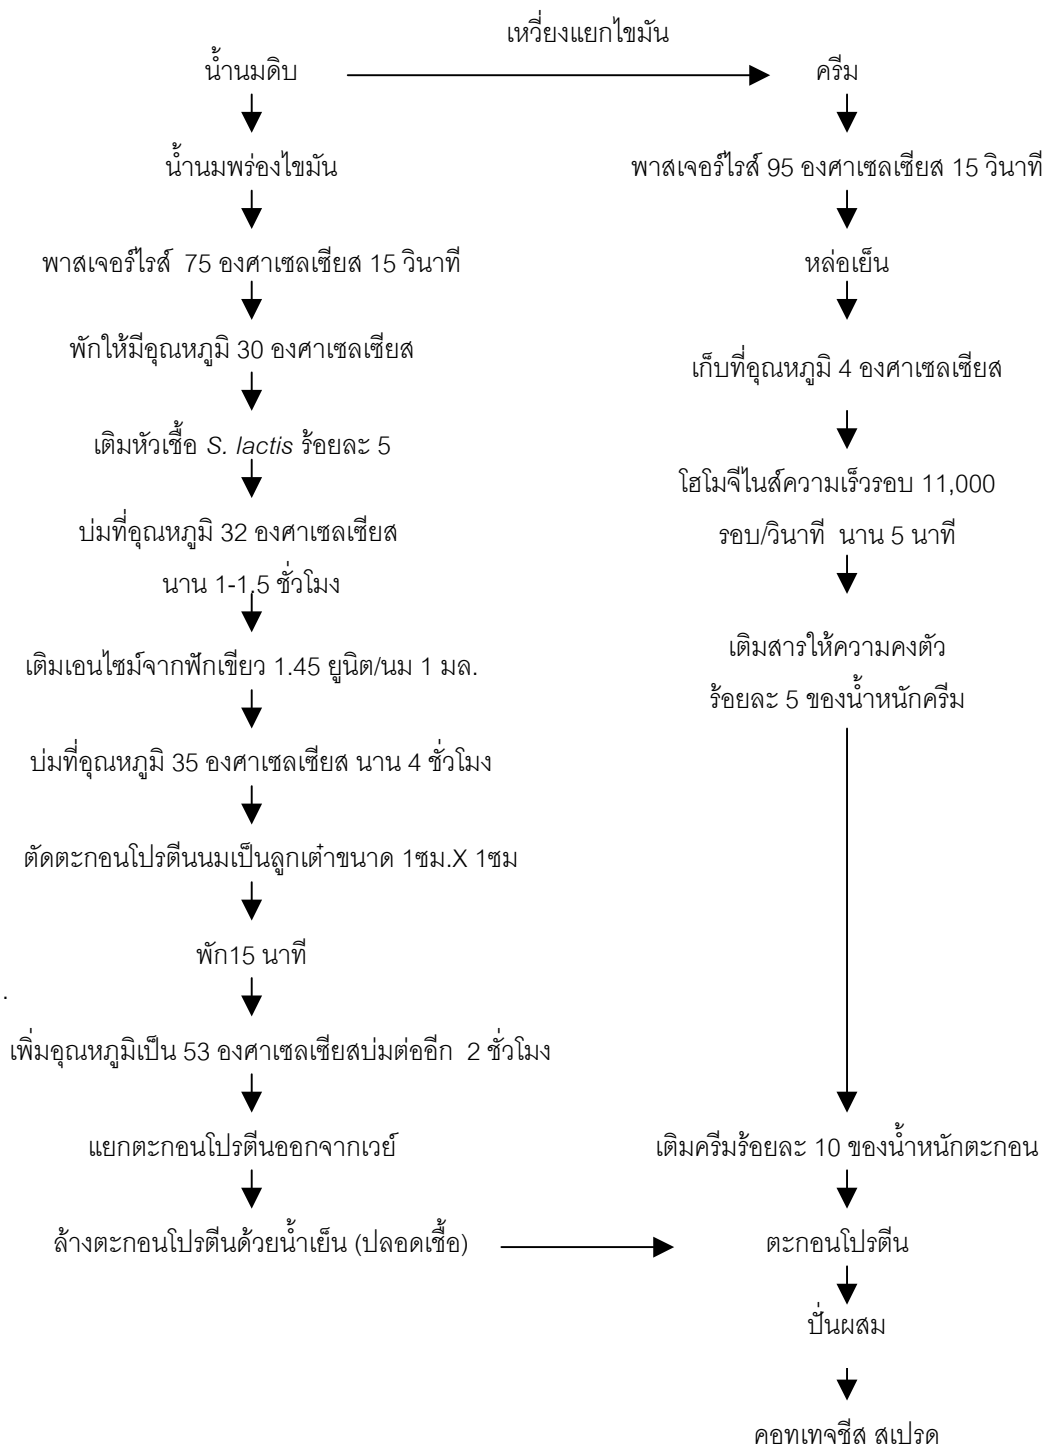 เหวี่ยงแยกไขมัน
น้ำนมดิบ
ครีม
น้ำนมพร่องไขมัน
พาสเจอร์ไรส์ 95 องศาเซลเซียส 15 วินาที
พาสเจอร์ไรส์ 75 องศาเซลเซียส 15 วินาที
หล่อเย็น
พักให้มีอุณหภูมิ 30 องศาเซลเซียส
เก็บที่อุณหภูมิ 4 องศาเซลเซียส
เติมหัวเชื้อ S. lactis ร้อยละ 5
โฮโมจีไนส์ความเร็วรอบ 11,000
รอบ/วินาที นาน 5 นาที
บ่มที่อุณหภูมิ 32 องศาเซลเซียส
นาน 1-1.5 ชั่วโมง
เติมสารให้ความคงตัว
ร้อยละ 5 ของน้ำหนักครีม
เติมเอนไซม์จากฟักเขียว 1.45 ยูนิต/นม 1 มล.
บ่มที่อุณหภูมิ 35 องศาเซลเซียส นาน 4 ชั่วโมง
ตัดตะกอนโปรตีนนมเป็นลูกเต๋าขนาด 1ซม.X 1ซม
พัก15 นาที
.
เพิ่มอุณหภูมิเป็น 53 องศาเซลเซียสบ่มต่ออีก 2 ชั่วโมง
แยกตะกอนโปรตีนออกจากเวย์
เติมครีมร้อยละ 10 ของน้ำหนักตะกอน
ล้างตะกอนโปรตีนด้วยน้ำเย็น (ปลอดเชื้อ)
ตะกอนโปรตีน
ปั่นผสม
คอทเทจชีส สเปรด